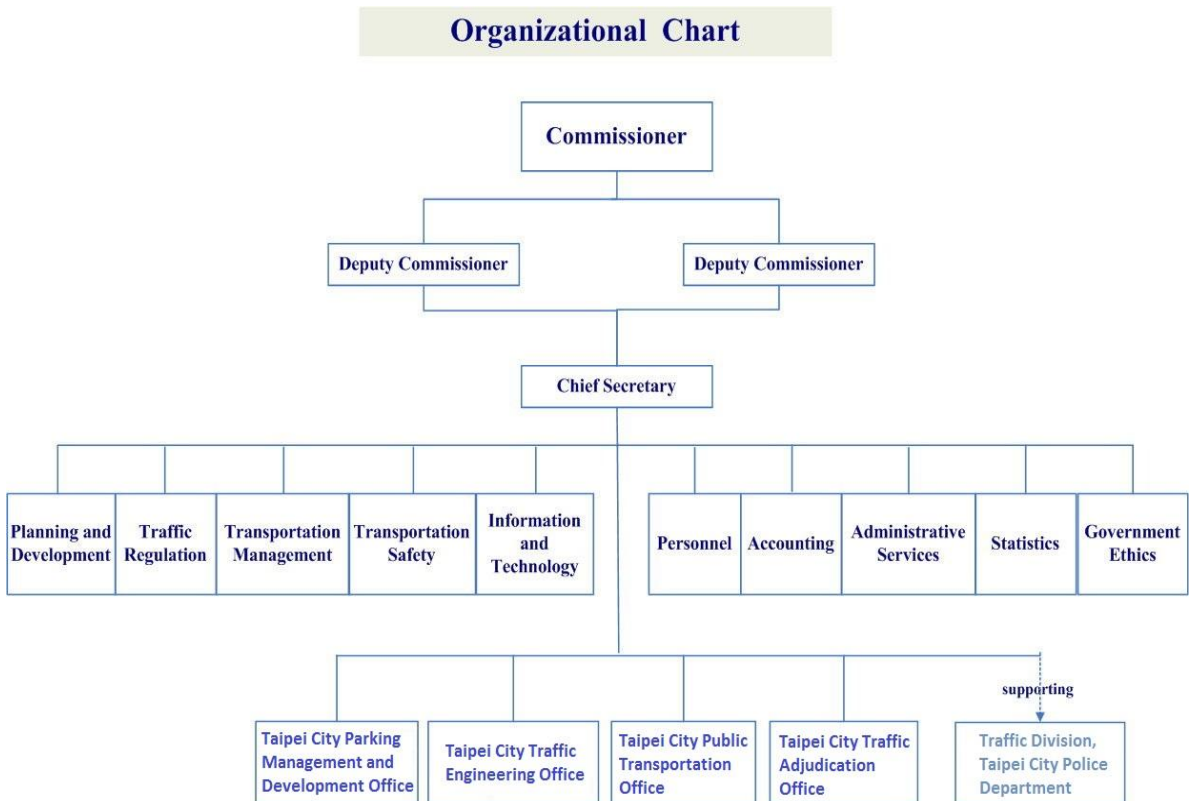 Organizational Chart
Commissioner
Deputy Commissioner
Deputy Commissioner
Chief Secretary
Planning and
Development
Traffic
Regulation
Transportation
Management
Transportation
Safety
Information
and
Technology
Personnel
Accounting
Administrative
Services
Statistics
Government
Ethics
supporting
Taipei City Parking
Management and
Development Office
Taipei City Traffic
Engineering Office
Taipei City Public
Transportation
Office
Taipei City Traffic
Adjudication
Office
Traffic Division,
Taipei City Police
Department